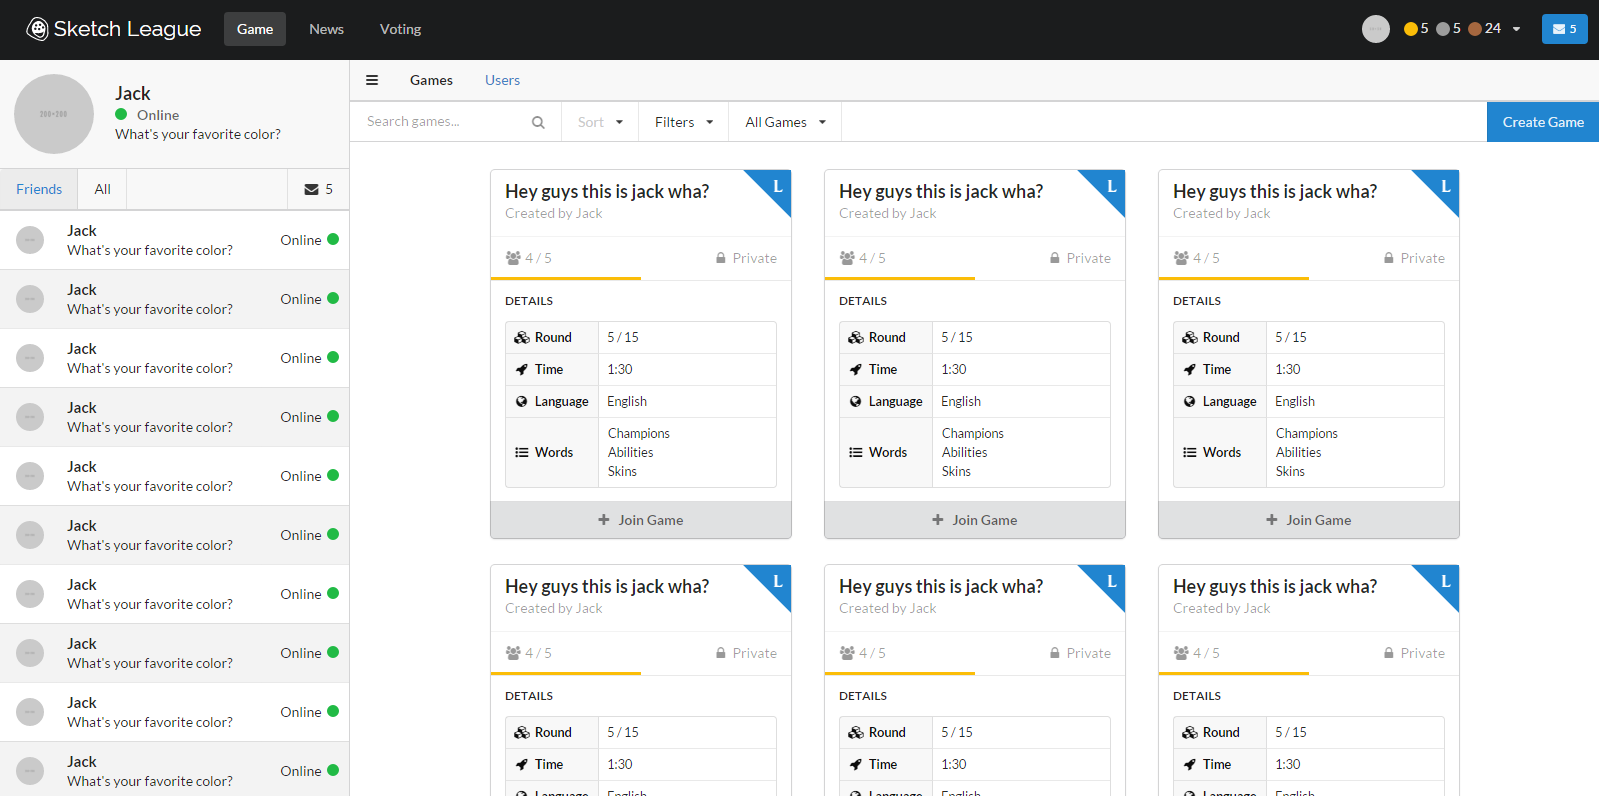 Sketch League Game News Voting 5 5 24 5
Jack
Online
What's your favorite color?
Friends All 5
Jack
What's your favorite color?
Online
Jack
What's your favorite color?
Online
Jack
What's your favorite color?
Online
Jack
What's your favorite color?
Online
Jack
What's your favorite color?
Online
Jack
What's your favorite color?
Online
Jack
What's your favorite color?
Online
Jack
What's your favorite color?
Online
Jack
What's your favorite color?
Online
Jack
What's your favorite color?
Online
Games Users
Search games... Sort Filters All Games Create Game
Hey guys this is jack wha? L
Created by Jack
4 / 5 Private
DETAILS
Round 5 / 15
Time 1:30
Language English
Words Champions
Abilities
Skins
Join Game
Hey guys this is jack wha? L
Created by Jack
4 / 5 Private
DETAILS
Round 5 / 15
Time 1:30
Language English
Words Champions
Abilities
Skins
Join Game
Hey guys this is jack wha? L
Created by Jack
4 / 5 Private
DETAILS
Round 5 / 15
Time 1:30
Language English
Words Champions
Abilities
Skins
Join Game
Hey guys this is jack wha? L
Created by Jack
4 / 5 Private
DETAILS
Round 5 / 15
Time 1:30
Language English
Hey guys this is jack wha? L
Created by Jack
4 / 5 Private
DETAILS
Round 5 / 15
Time 1:30
Language English
Hey guys this is jack wha? L
Created by Jack
4 / 5 Private
DETAILS
Round 5 / 15
Time 1:30
Language English